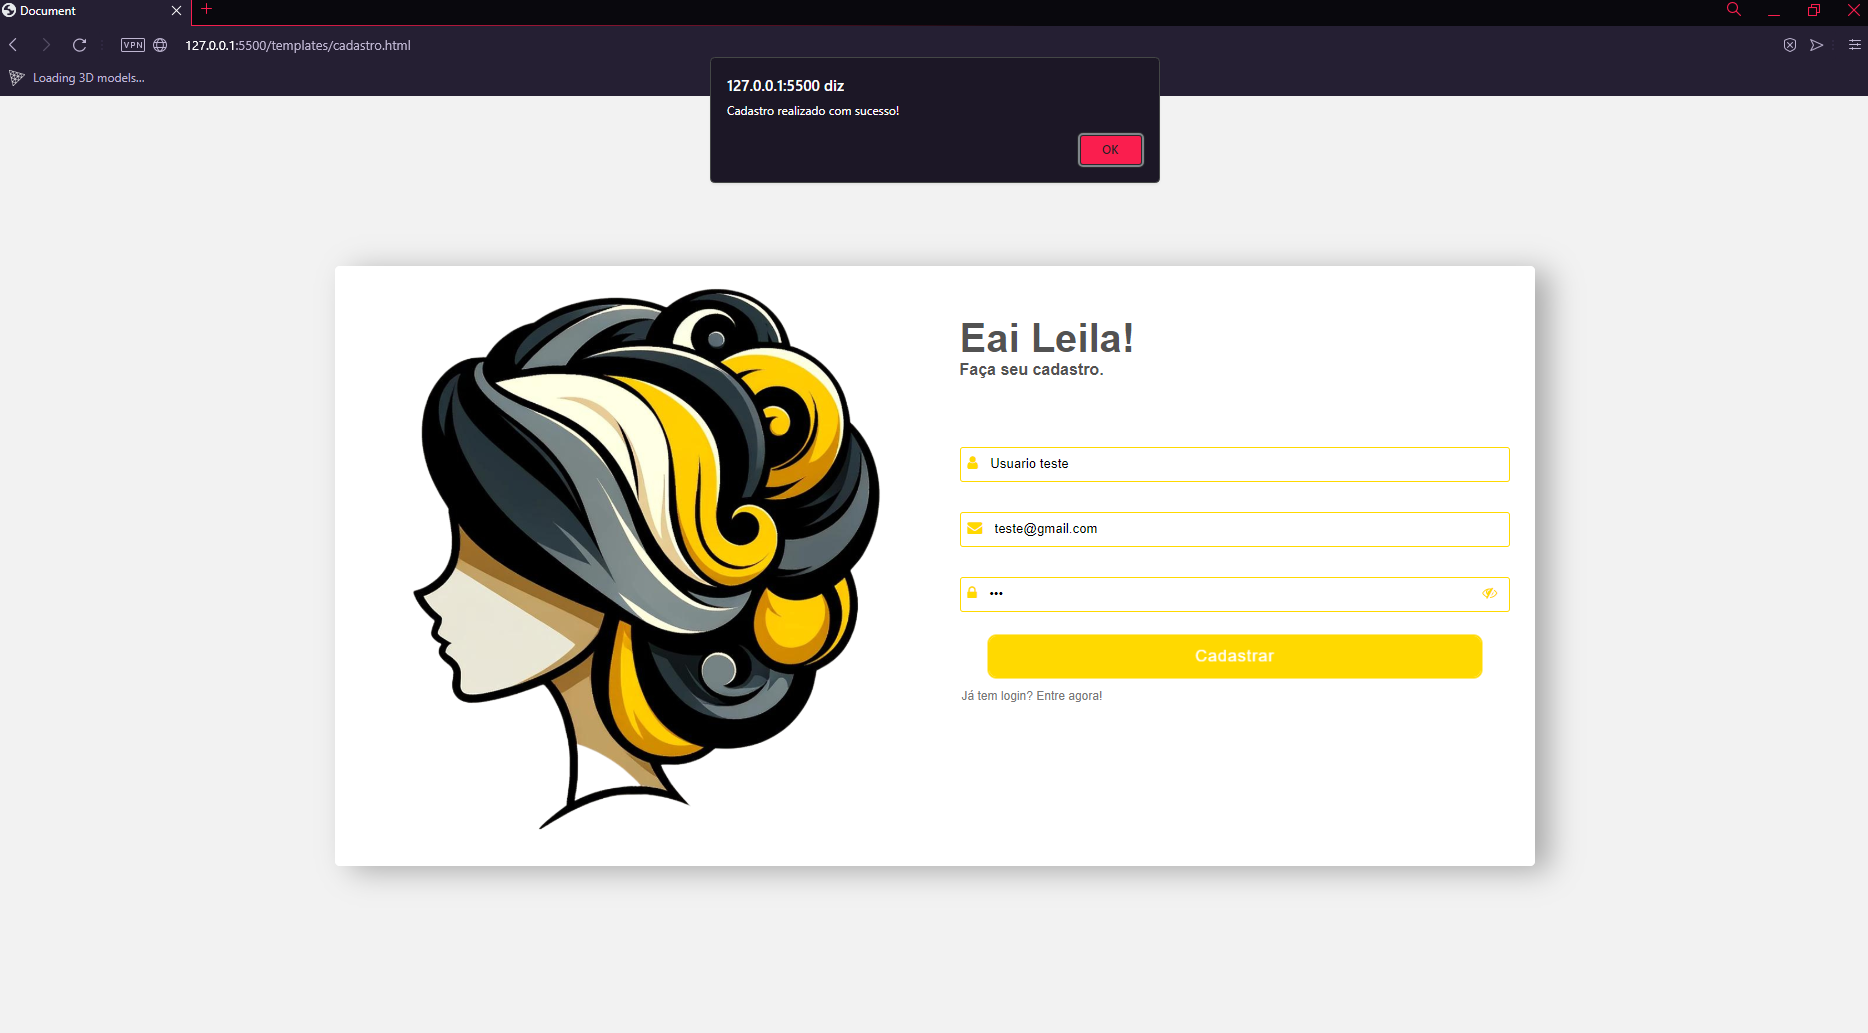 Document
VPN
127.0.0.1:5500/templates/cadastro.html
Loading 3D models...
127.0.0.1:5500 diz
Cadastro realizado com sucesso!
OK
Eai Leila!
Faça seu cadastro.
Usuario teste
teste@gmail.com
•••
Cadastrar
Já tem login? Entre agora!